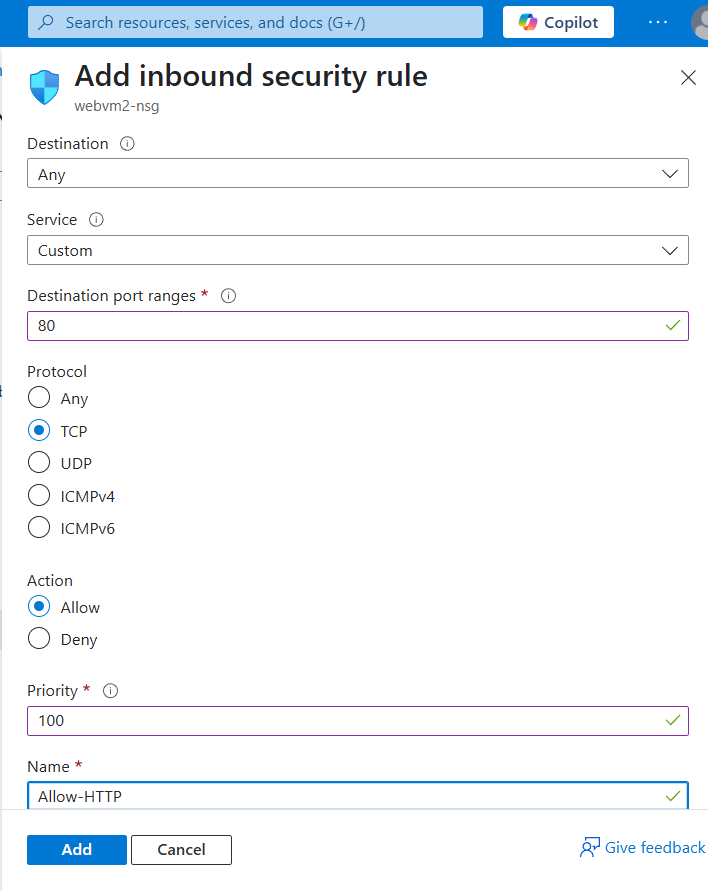 Search resources, services, and docs (G+/)
Copilot
Add inbound security rule
webvm2-nsg
Destination
Any
Service
Custom
Destination port ranges *
80
Protocol
Any
TCP
UDP
ICMPv4
ICMPv6
Action
Allow
Deny
Priority *
100
Name *
Allow-HTTP
Add
Cancel
Give feedback